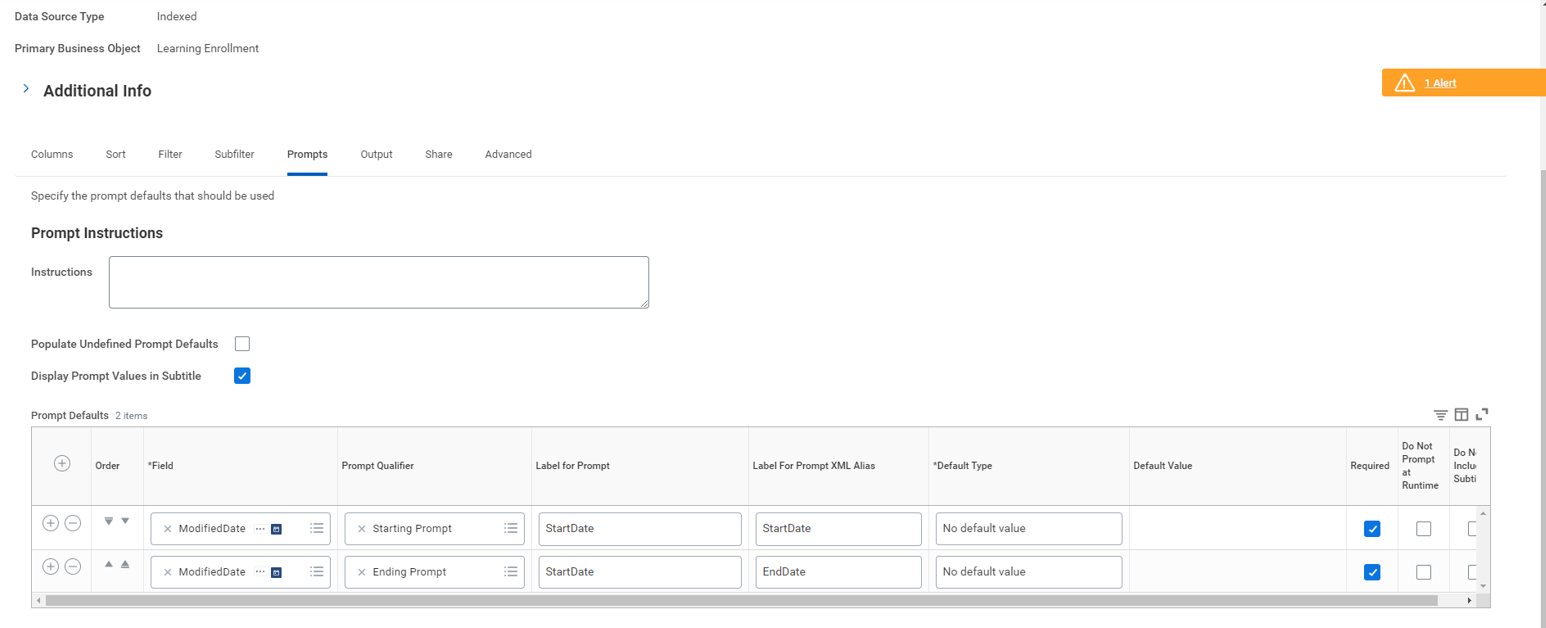 Data Source Type Indexed
Primary Business Object Learning Enrollment
Additional Info
1 Alert
Columns Sort Filter Subfilter Prompts Output Share Advanced
Specify the prompt defaults that should be used
Prompt Instructions
Instructions
Populate Undefined Prompt Defaults
Display Prompt Values in Subtitle
Prompt Defaults 2 items
Order *Field Prompt Qualifier Label for Prompt Label For Prompt XML Alias *Default Type Default Value Required
Do Not
Prompt
at
Runtime
Do N
Inclu
Subti
ModifiedDate ... Starting Prompt StartDate StartDate No default value
ModifiedDate ... Ending Prompt StartDate EndDate No default value